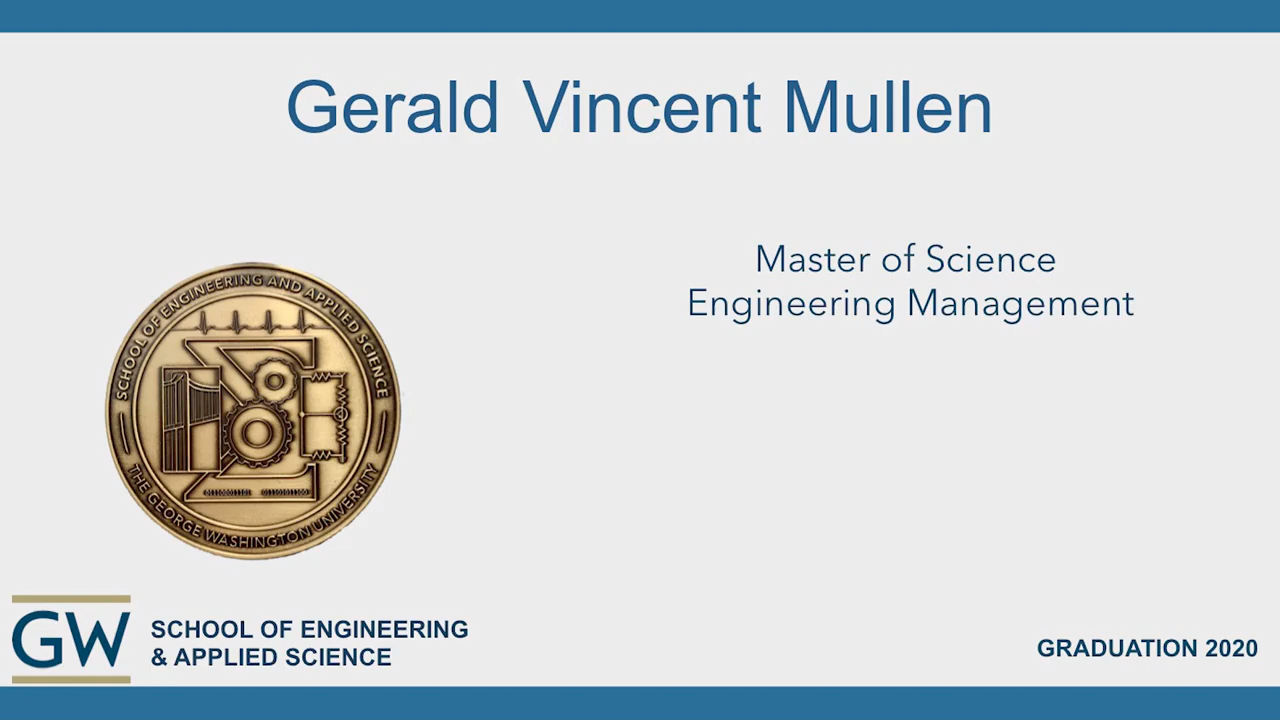 Gerald Vincent Mullen
Master of Science
Engineering Management
SCHOOL OF ENGINEERING AND APPLIED SCIENCE
THE GEORGE WASHINGTON UNIVERSITY
GW
SCHOOL OF ENGINEERING
& APPLIED SCIENCE
GRADUATION 2020